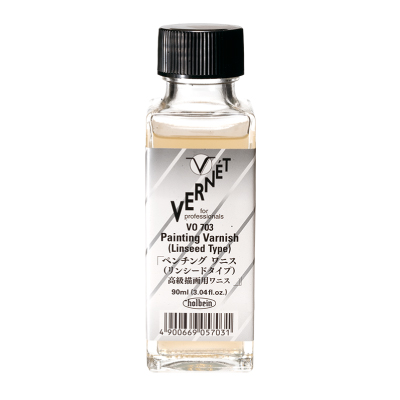 V
VERNÉT
for
professionals
VO 703
Painting Varnish
(Linseed Type)
「ペンチング ワニス
(リンシードタイプ)
高級描画用ワニス 」
90ml (3.04fl.oz.)
holbein
4 900669 057031